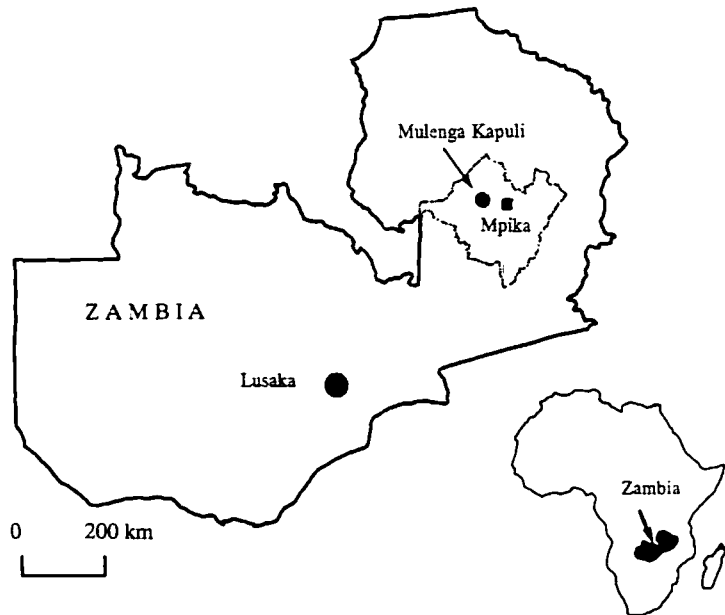 Mulenga Kapuli
Mpika
ZAMBIA
Lusaka
Zambia
0 200 km